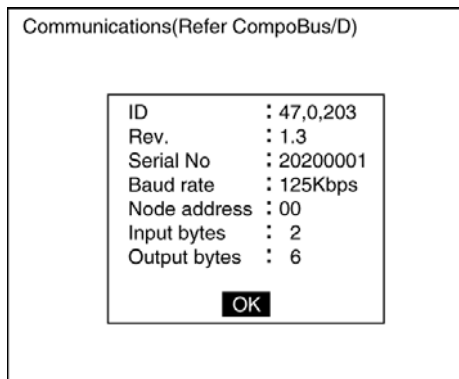 Communications(Refer CompoBus/D)
ID : 47,0,203
Rev. : 1.3
Serial No : 20200001
Baud rate : 125Kbps
Node address : 00
Input bytes : 2
Output bytes : 6
OK